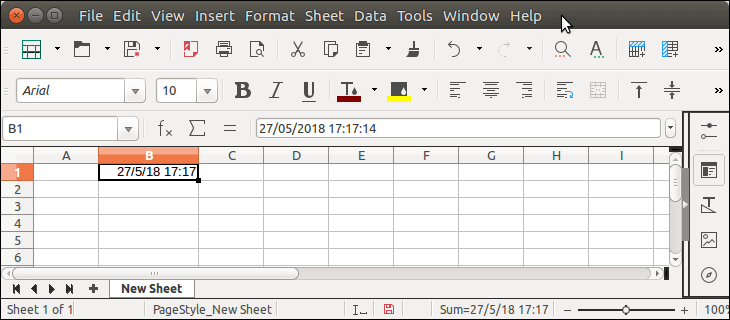 File Edit View Insert Format Sheet Data Tools Window Help
Arial 10 B I U T A
B1 fx Σ = 27/05/2018 17:17:14
A B C D E F G H I
1 27/5/18 17:17
2
3
4
5
6
New Sheet
Sheet 1 of 1 PageStyle_New Sheet Sum=27/5/18 17:17 100%